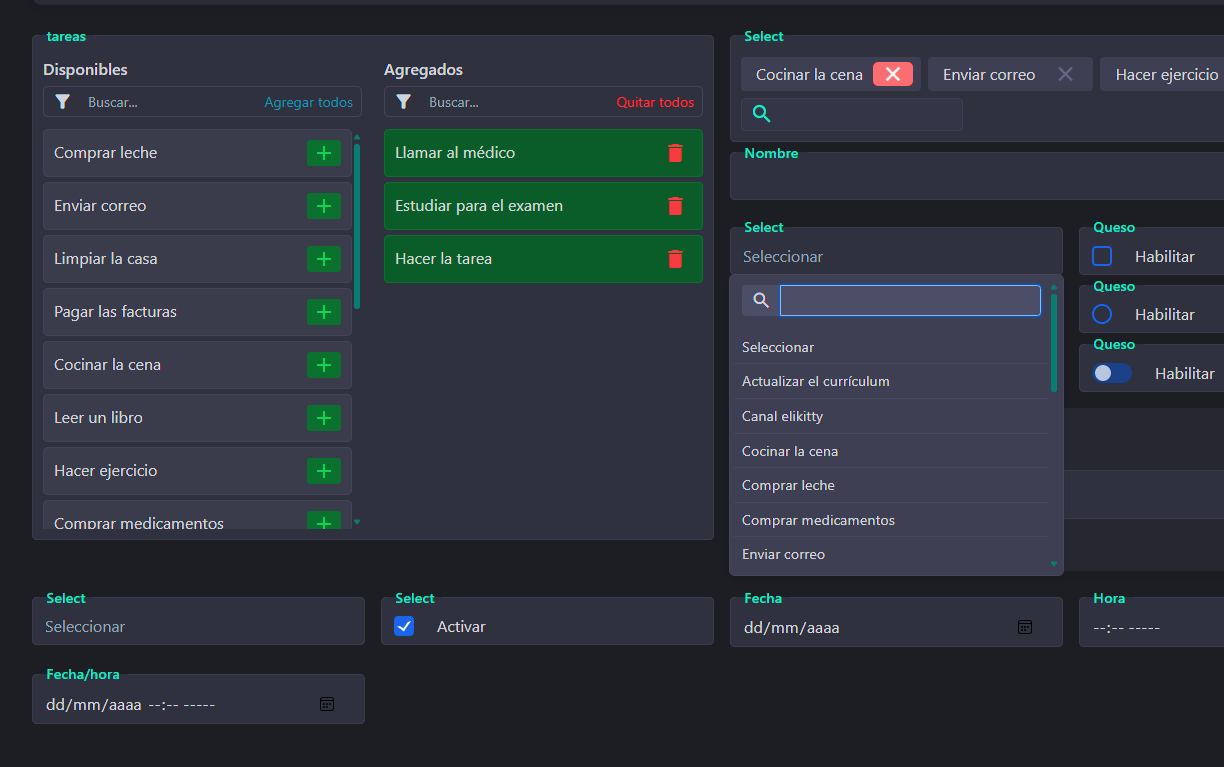 tareas
Disponibles
Buscar...
Agregar todos
Comprar leche
Enviar correo
Limpiar la casa
Pagar las facturas
Cocinar la cena
Leer un libro
Hacer ejercicio
Comprar medicamentos
Agregados
Buscar...
Quitar todos
Llamar al médico
Estudiar para el examen
Hacer la tarea
Select
Cocinar la cena
Enviar correo
Hacer ejercicio
Nombre
Select
Seleccionar
Seleccionar
Actualizar el currículum
Canal elikitty
Cocinar la cena
Comprar leche
Comprar medicamentos
Enviar correo
Queso
Habilitar
Queso
Habilitar
Queso
Habilitar
Select
Seleccionar
Select
Activar
Fecha
dd/mm/aaaa
Hora
--:-- -----
Fecha/hora
dd/mm/aaaa --:-- -----